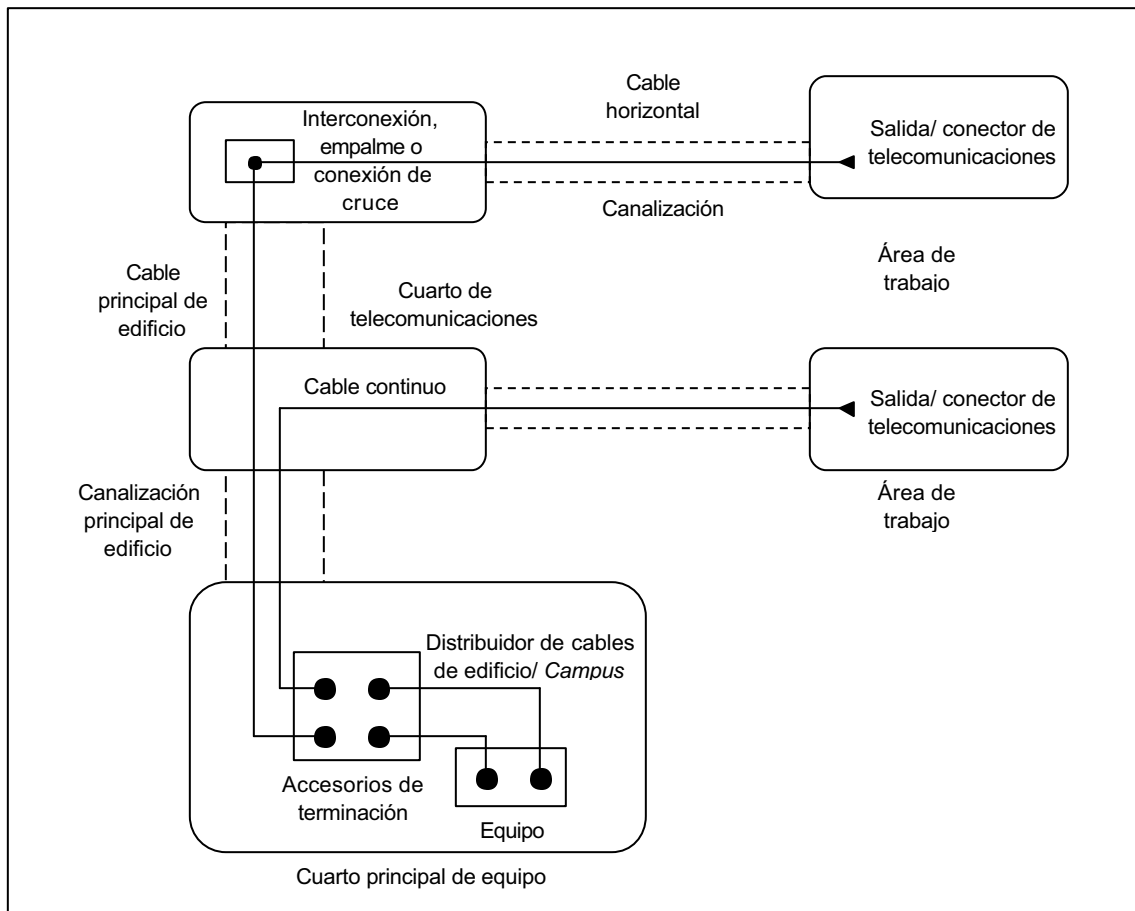 Cable
horizontal
Interconexión,
empalme o
conexión de
cruce
Salida/ conector de
telecomunicaciones
Canalización
Área de
trabajo
Cable
principal de
edificio
Cuarto de
telecomunicaciones
Cable continuo
Salida/ conector de
telecomunicaciones
Canalización
principal de
edificio
Área de
trabajo
Distribuidor de cables
de edificio/ Campus
Accesorios de
terminación
Equipo
Cuarto principal de equipo